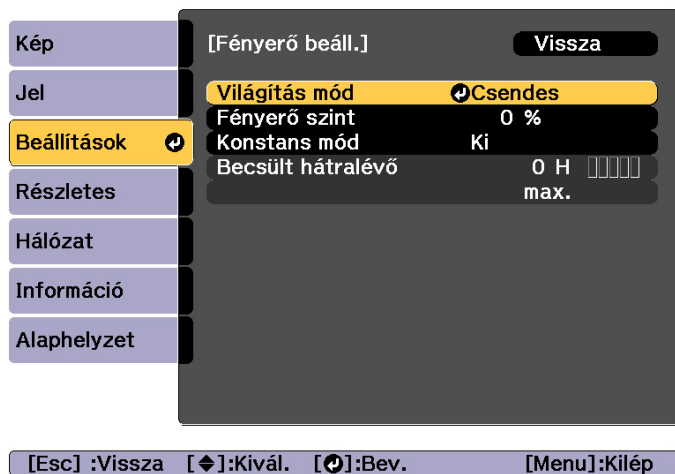 Kép
Jel
Beállítások
Részletes
Hálózat
Információ
Alaphelyzet
[Fényerő beáll.] Vissza
Világítás mód Csendes
Fényerő szint 0 %
Konstans mód Ki
Becsült hátralévő 0 H
max.
[Esc] :Vissza [◆]:Kivál. [↵]:Bev. [Menu]:Kilép